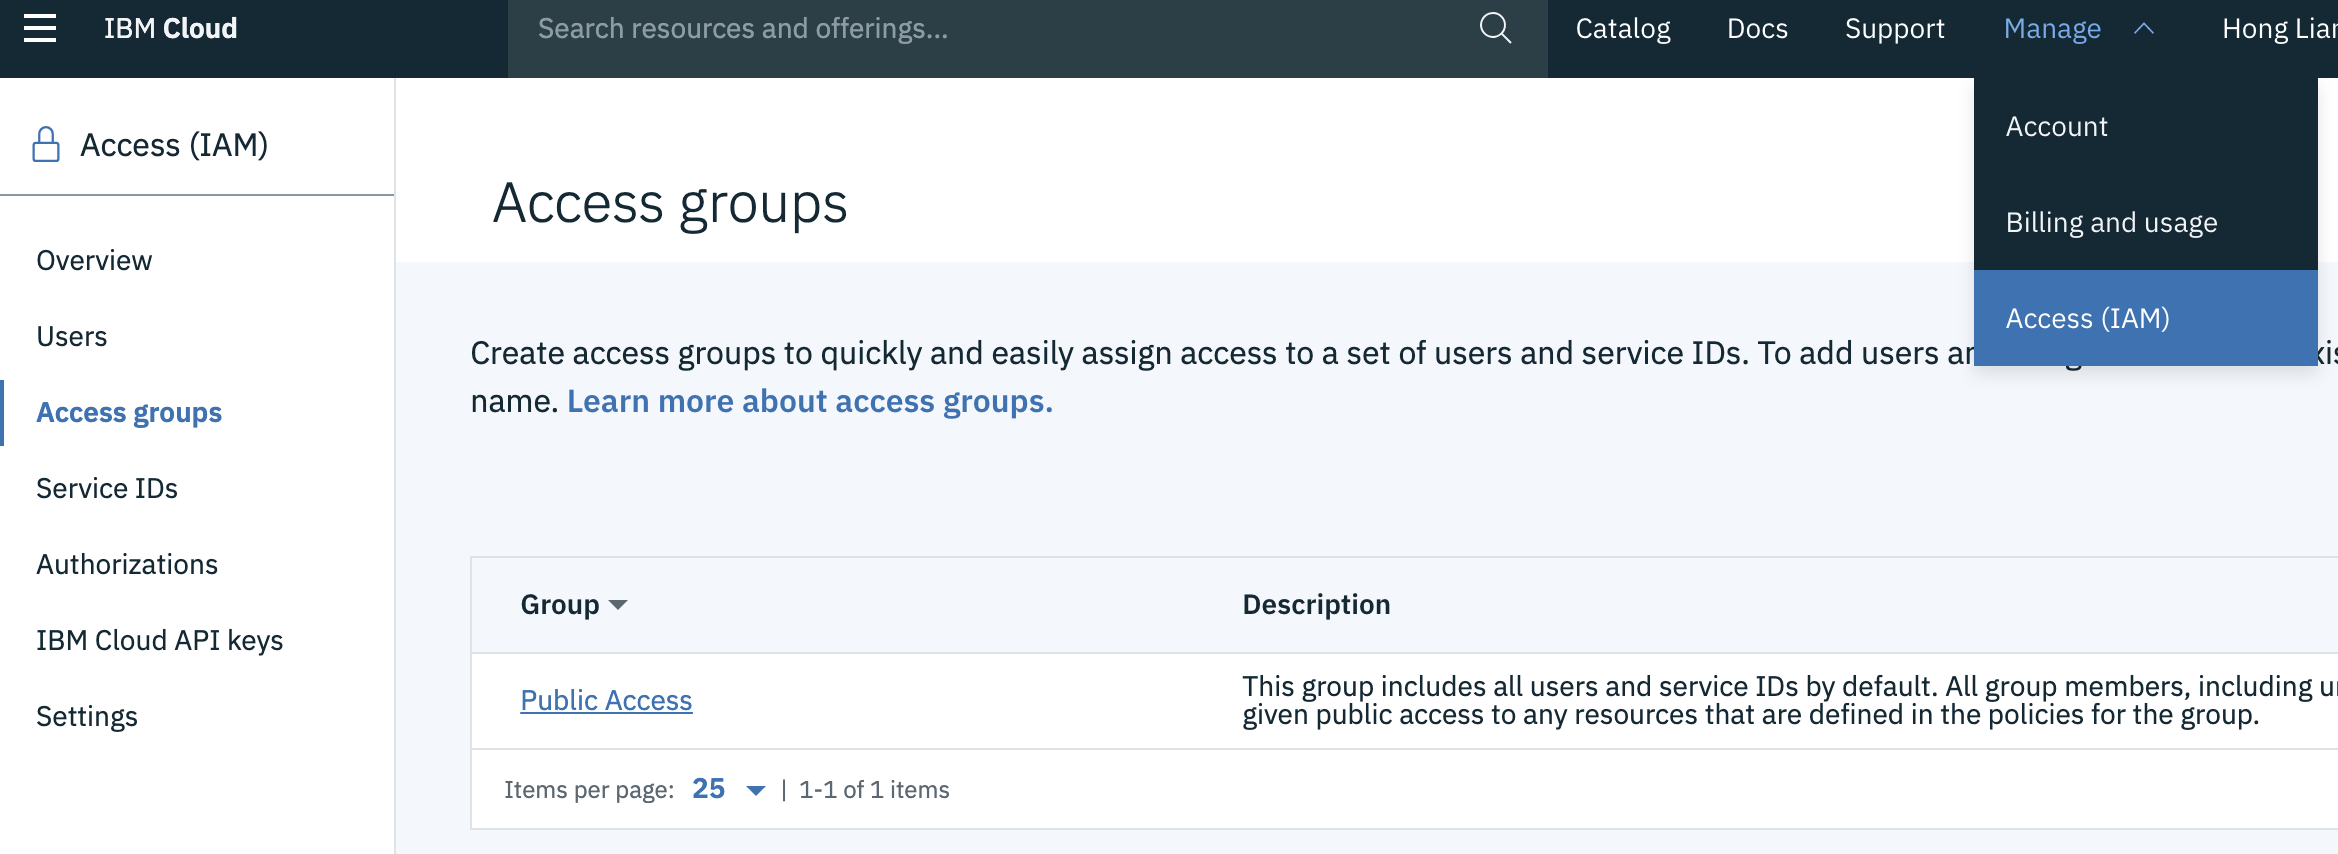 IBM Cloud
Search resources and offerings...
Catalog
Docs
Support
Manage
Hong
Account
Billing and usage
Access (IAM)
Access (IAM)
Overview
Users
Access groups
Service IDs
Authorizations
IBM Cloud API keys
Settings
Access groups
Create access groups to quickly and easily assign access to a set of users and service IDs. To add users
name. Learn more about access groups.
Group
Description
Public Access
This group includes all users and service IDs by default. All group members, including
given public access to any resources that are defined in the policies for the group.
Items per page: 25 | 1-1 of 1 items